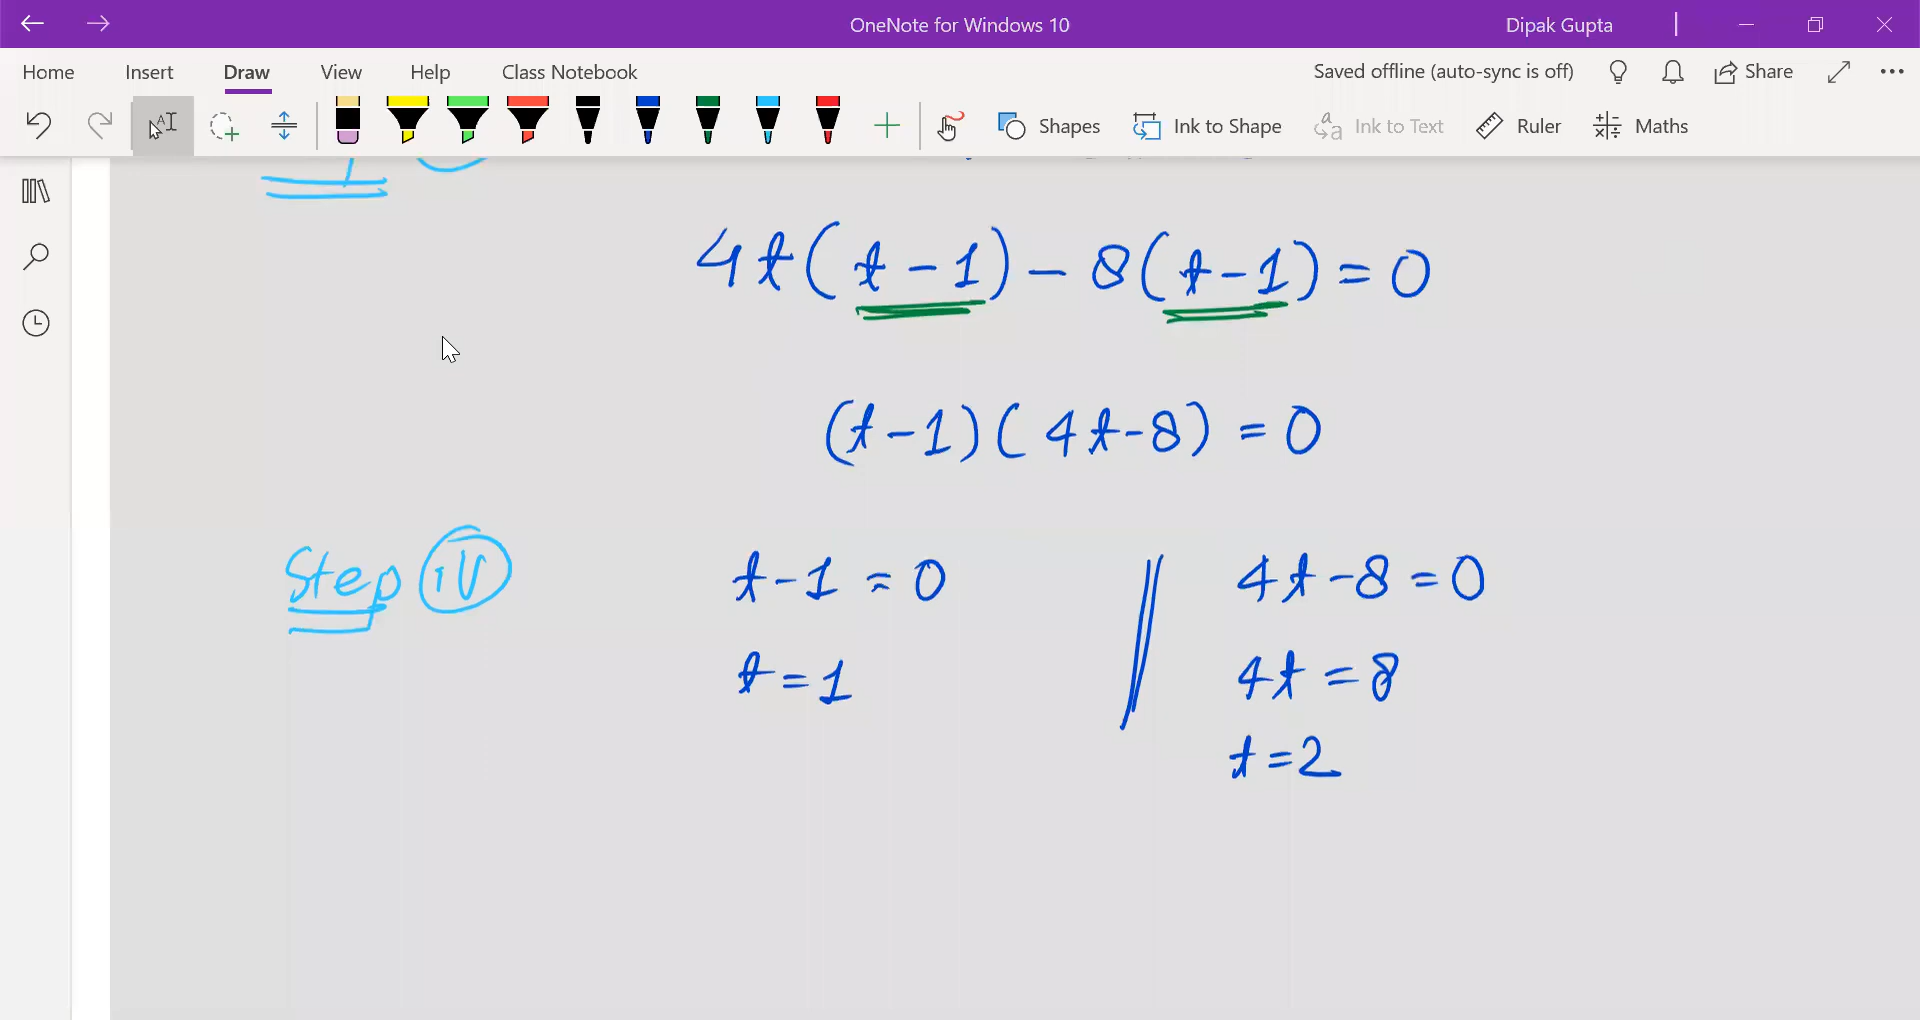 OneNote for Windows 10
Dipak Gupta
Home Insert Draw View Help Class Notebook
Saved offline (auto-sync is off) Share
Shapes Ink to Shape Ink to Text Ruler Maths
4t(t-1)-8(t-1)=0
(t-1)(4t-8)=0
Step iv
t-1=0
4t-8=0
t=1
4t=8
t=2